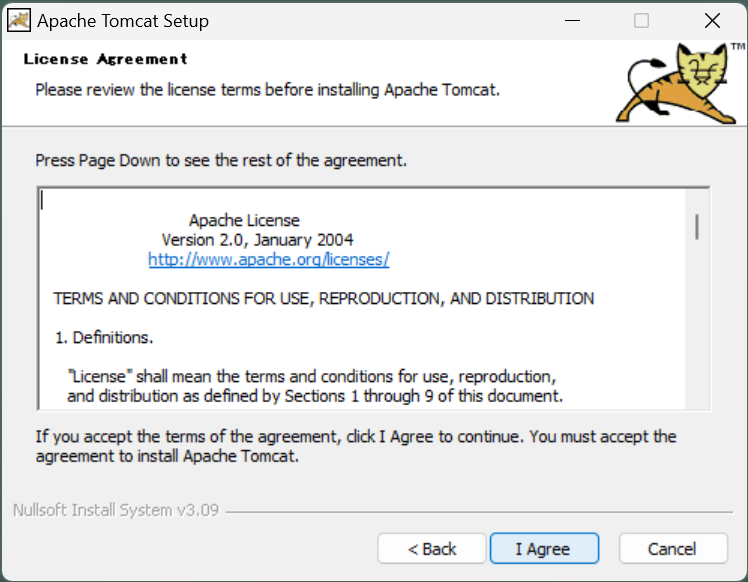 Apache Tomcat Setup
License Agreement
Please review the license terms before installing Apache Tomcat.
TM
Press Page Down to see the rest of the agreement.
Apache License
Version 2.0, January 2004
http://www.apache.org/licenses/
TERMS AND CONDITIONS FOR USE, REPRODUCTION, AND DISTRIBUTION
1. Definitions.
"License" shall mean the terms and conditions for use, reproduction,
and distribution as defined by Sections 1 through 9 of this document.
If you accept the terms of the agreement, click I Agree to continue. You must accept the
agreement to install Apache Tomcat.
Nullsoft Install System v3.09
< Back
I Agree
Cancel